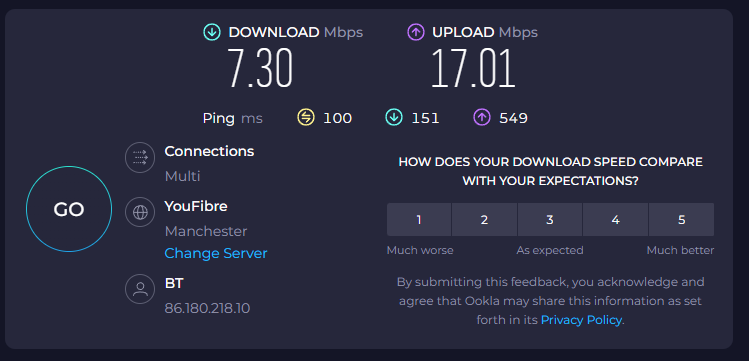 DOWNLOAD Mbps
7.30
UPLOAD Mbps
17.01
Ping ms 100 151 549
GO
Connections
Multi
YouFibre
Manchester
Change Server
BT
86.180.218.10
HOW DOES YOUR DOWNLOAD SPEED COMPARE
WITH YOUR EXPECTATIONS?
1 2 3 4 5
Much worse As expected Much better
By submitting this feedback, you acknowledge and
agree that Ookla may share this information as set
forth in its Privacy Policy.